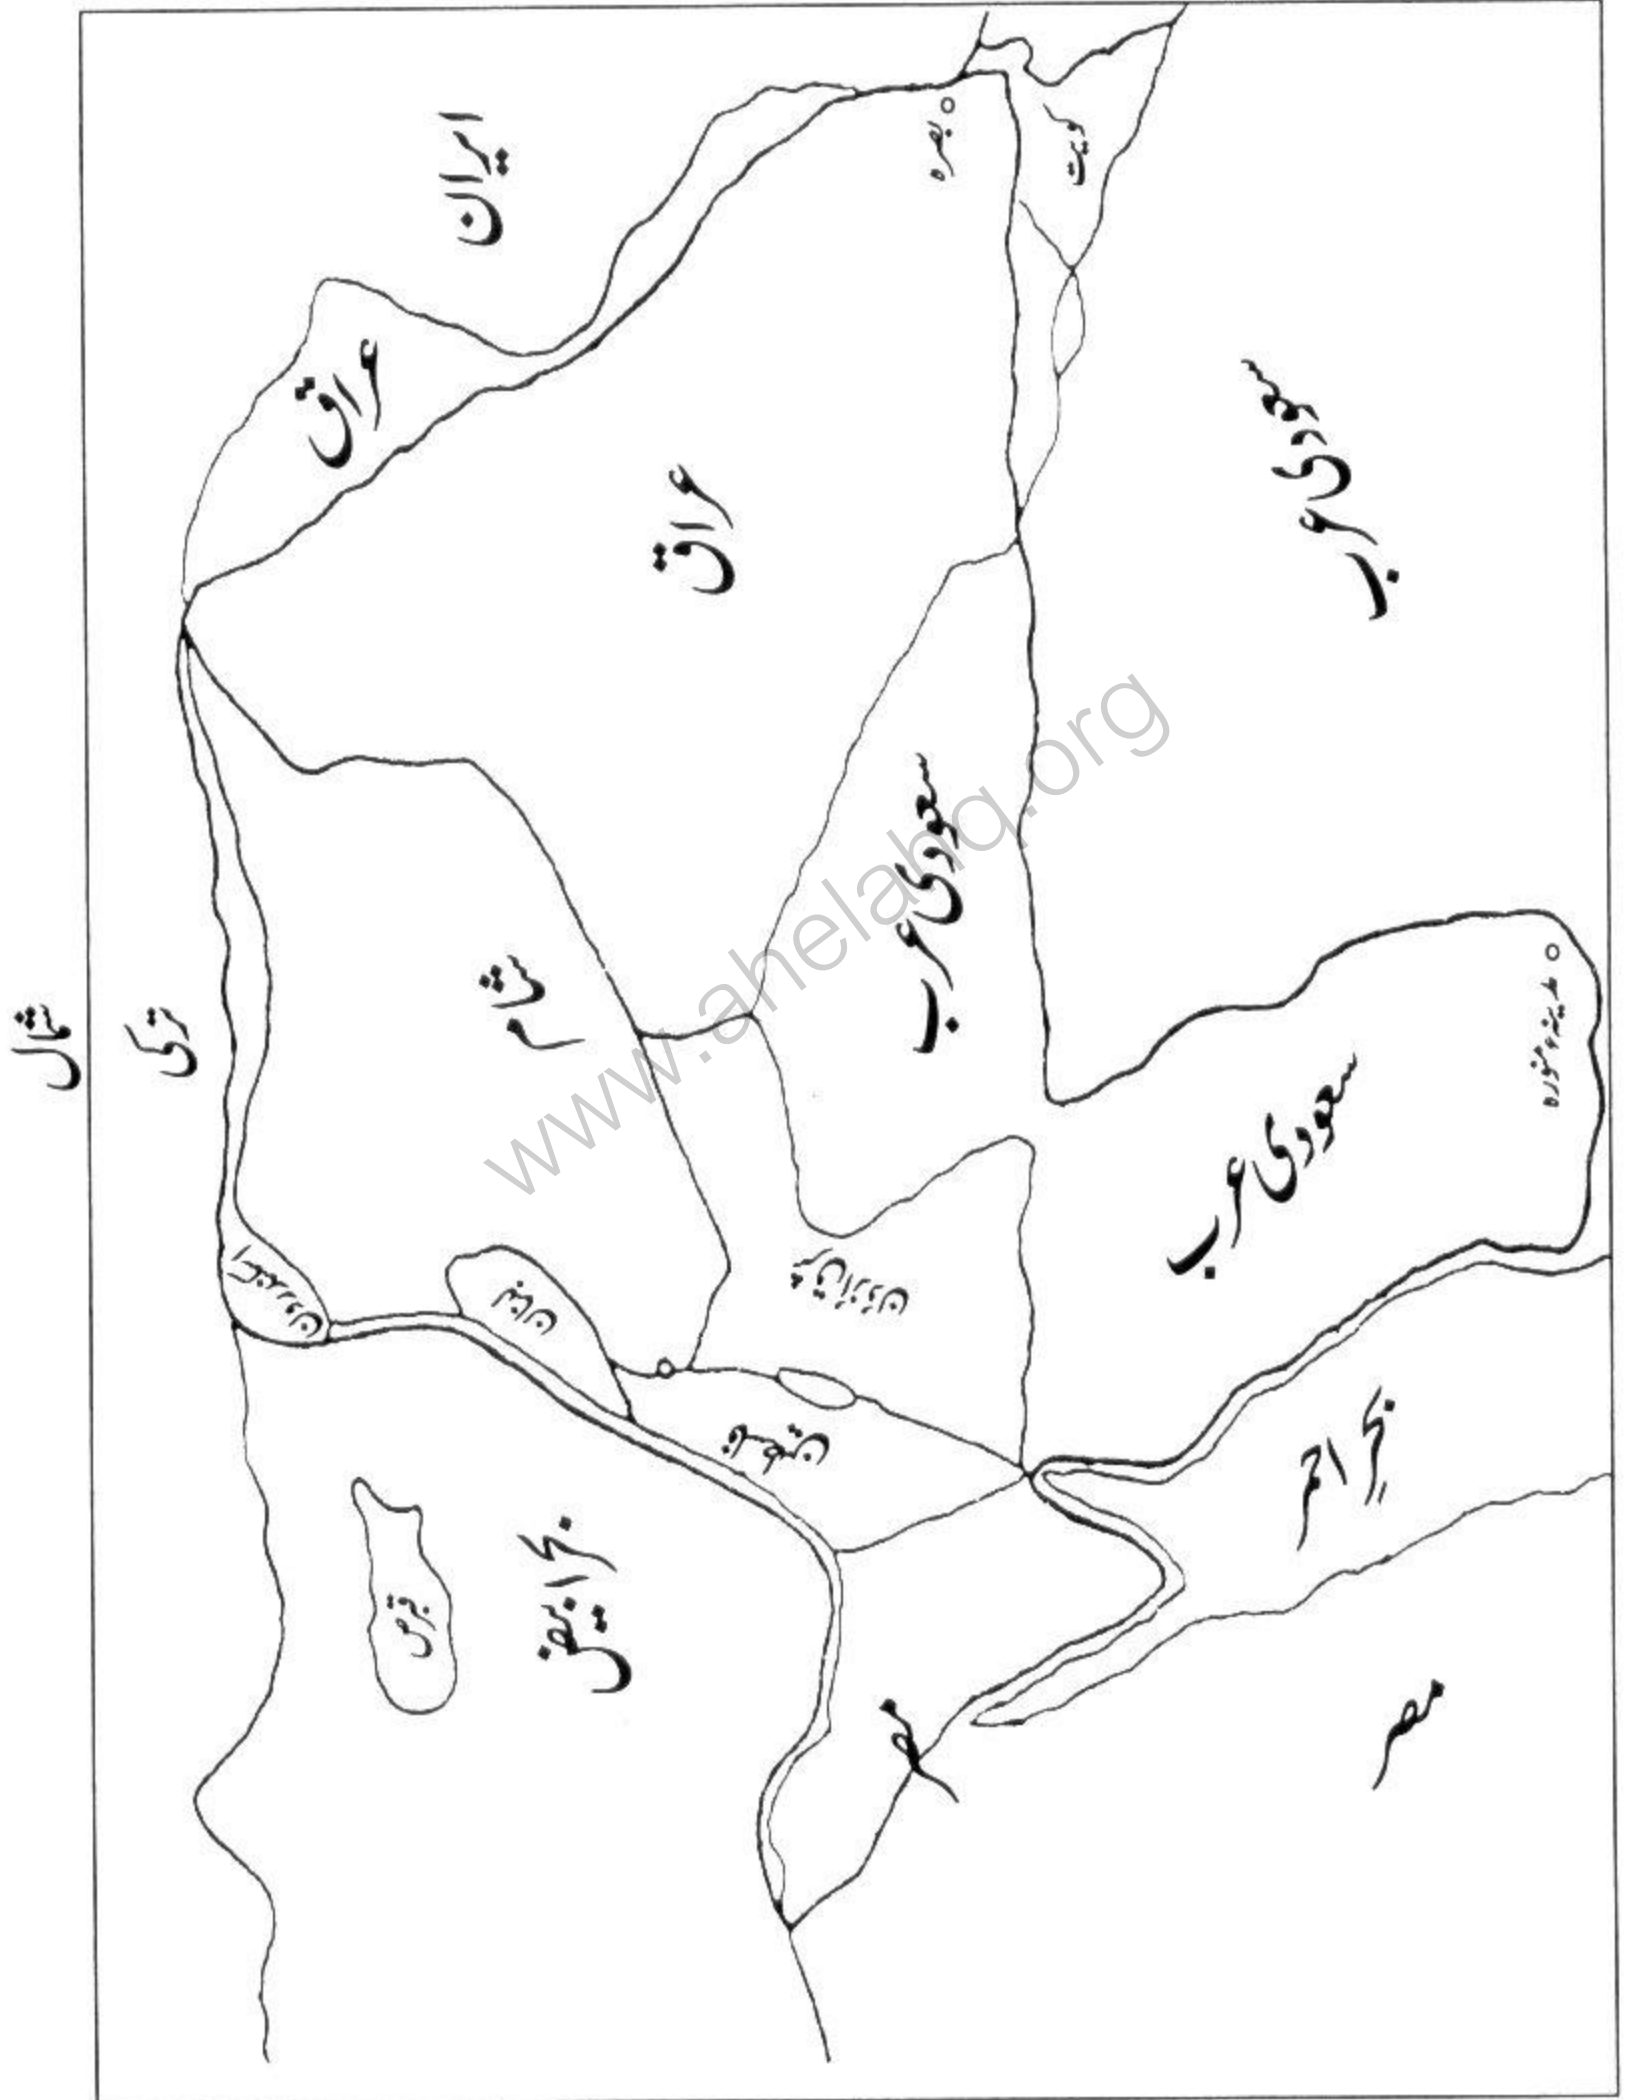 شمال
ترکی
ایران
عراق
عراق
بصرہ
کویت
سعودی عرب
سعودی عرب
سعودی عرب
مدینہ منورہ
شام
لبنان
بحر ابیض
قبرص
مصر
مصر
بحر احمر
www.ahelahq.org